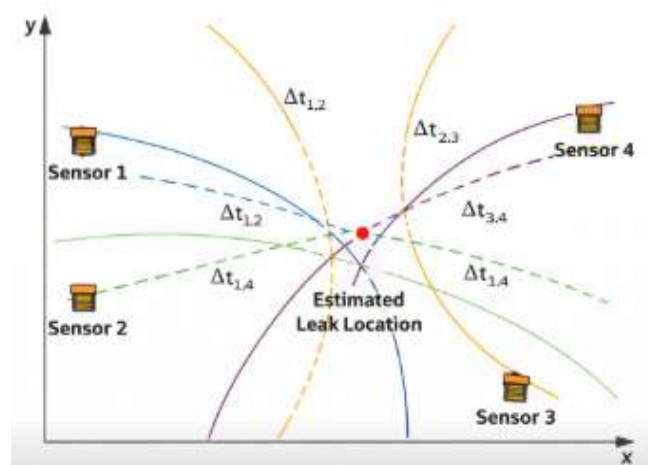 y
Δt1,2
Δt2,3
Sensor 1
Sensor 4
Δt1,2
Δt3,4
Δt1,4
Δt1,4
Estimated
Leak Location
Sensor 2
Sensor 3
x